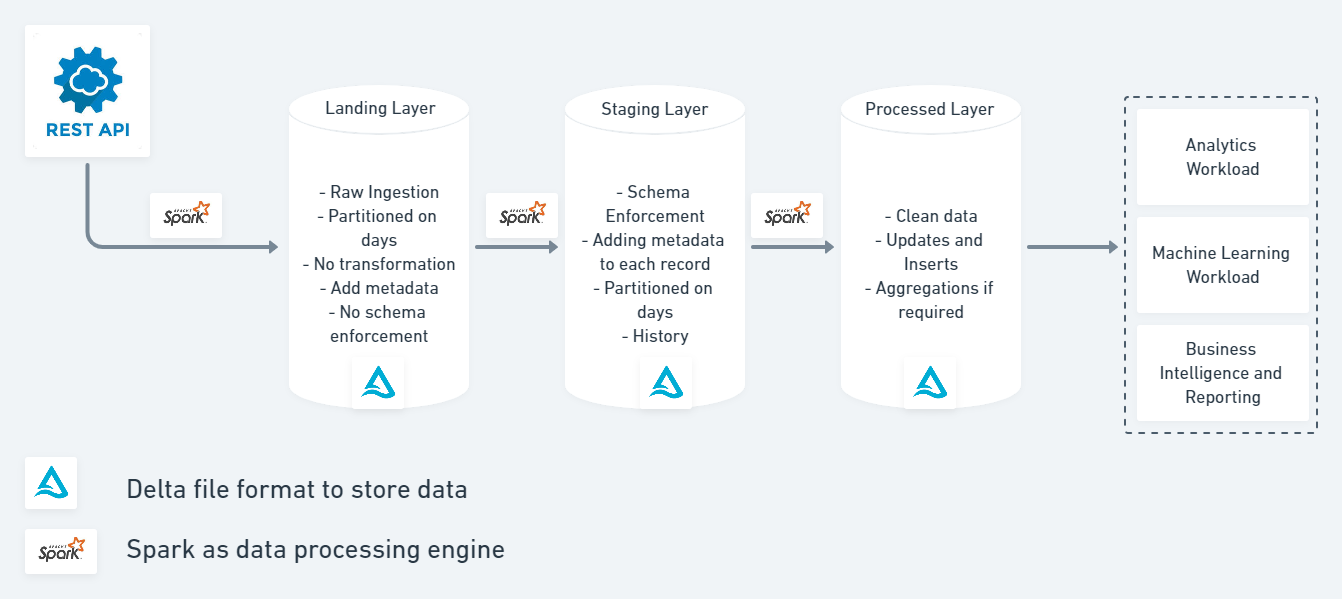 REST API
APACHE
Spark
Landing Layer
- Raw Ingestion
- Partitioned on
days
- No transformation
- Add metadata
- No schema
enforcement
APACHE
Spark
Staging Layer
- Schema
Enforcement
- Adding metadata
to each record
- Partitioned on
days
- History
APACHE
Spark
Processed Layer
- Clean data
- Updates and
Inserts
- Aggregations if
required
Analytics
Workload
Machine Learning
Workload
Business
Intelligence and
Reporting
Delta file format to store data
APACHE
Spark
Spark as data processing engine